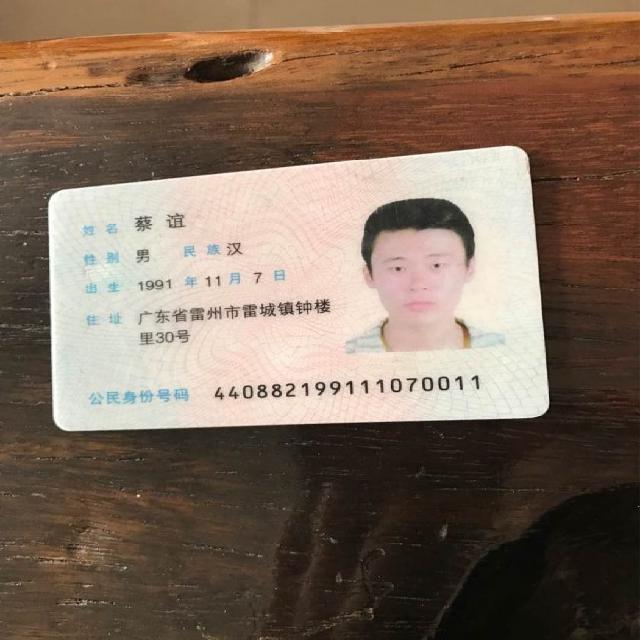 姓名 蔡谊
性别 男 民族 汉
出生 1991 年 11 月 7 日
住址 广东省雷州市雷城镇钟楼
里30号
公民身份号码 440882199111070011